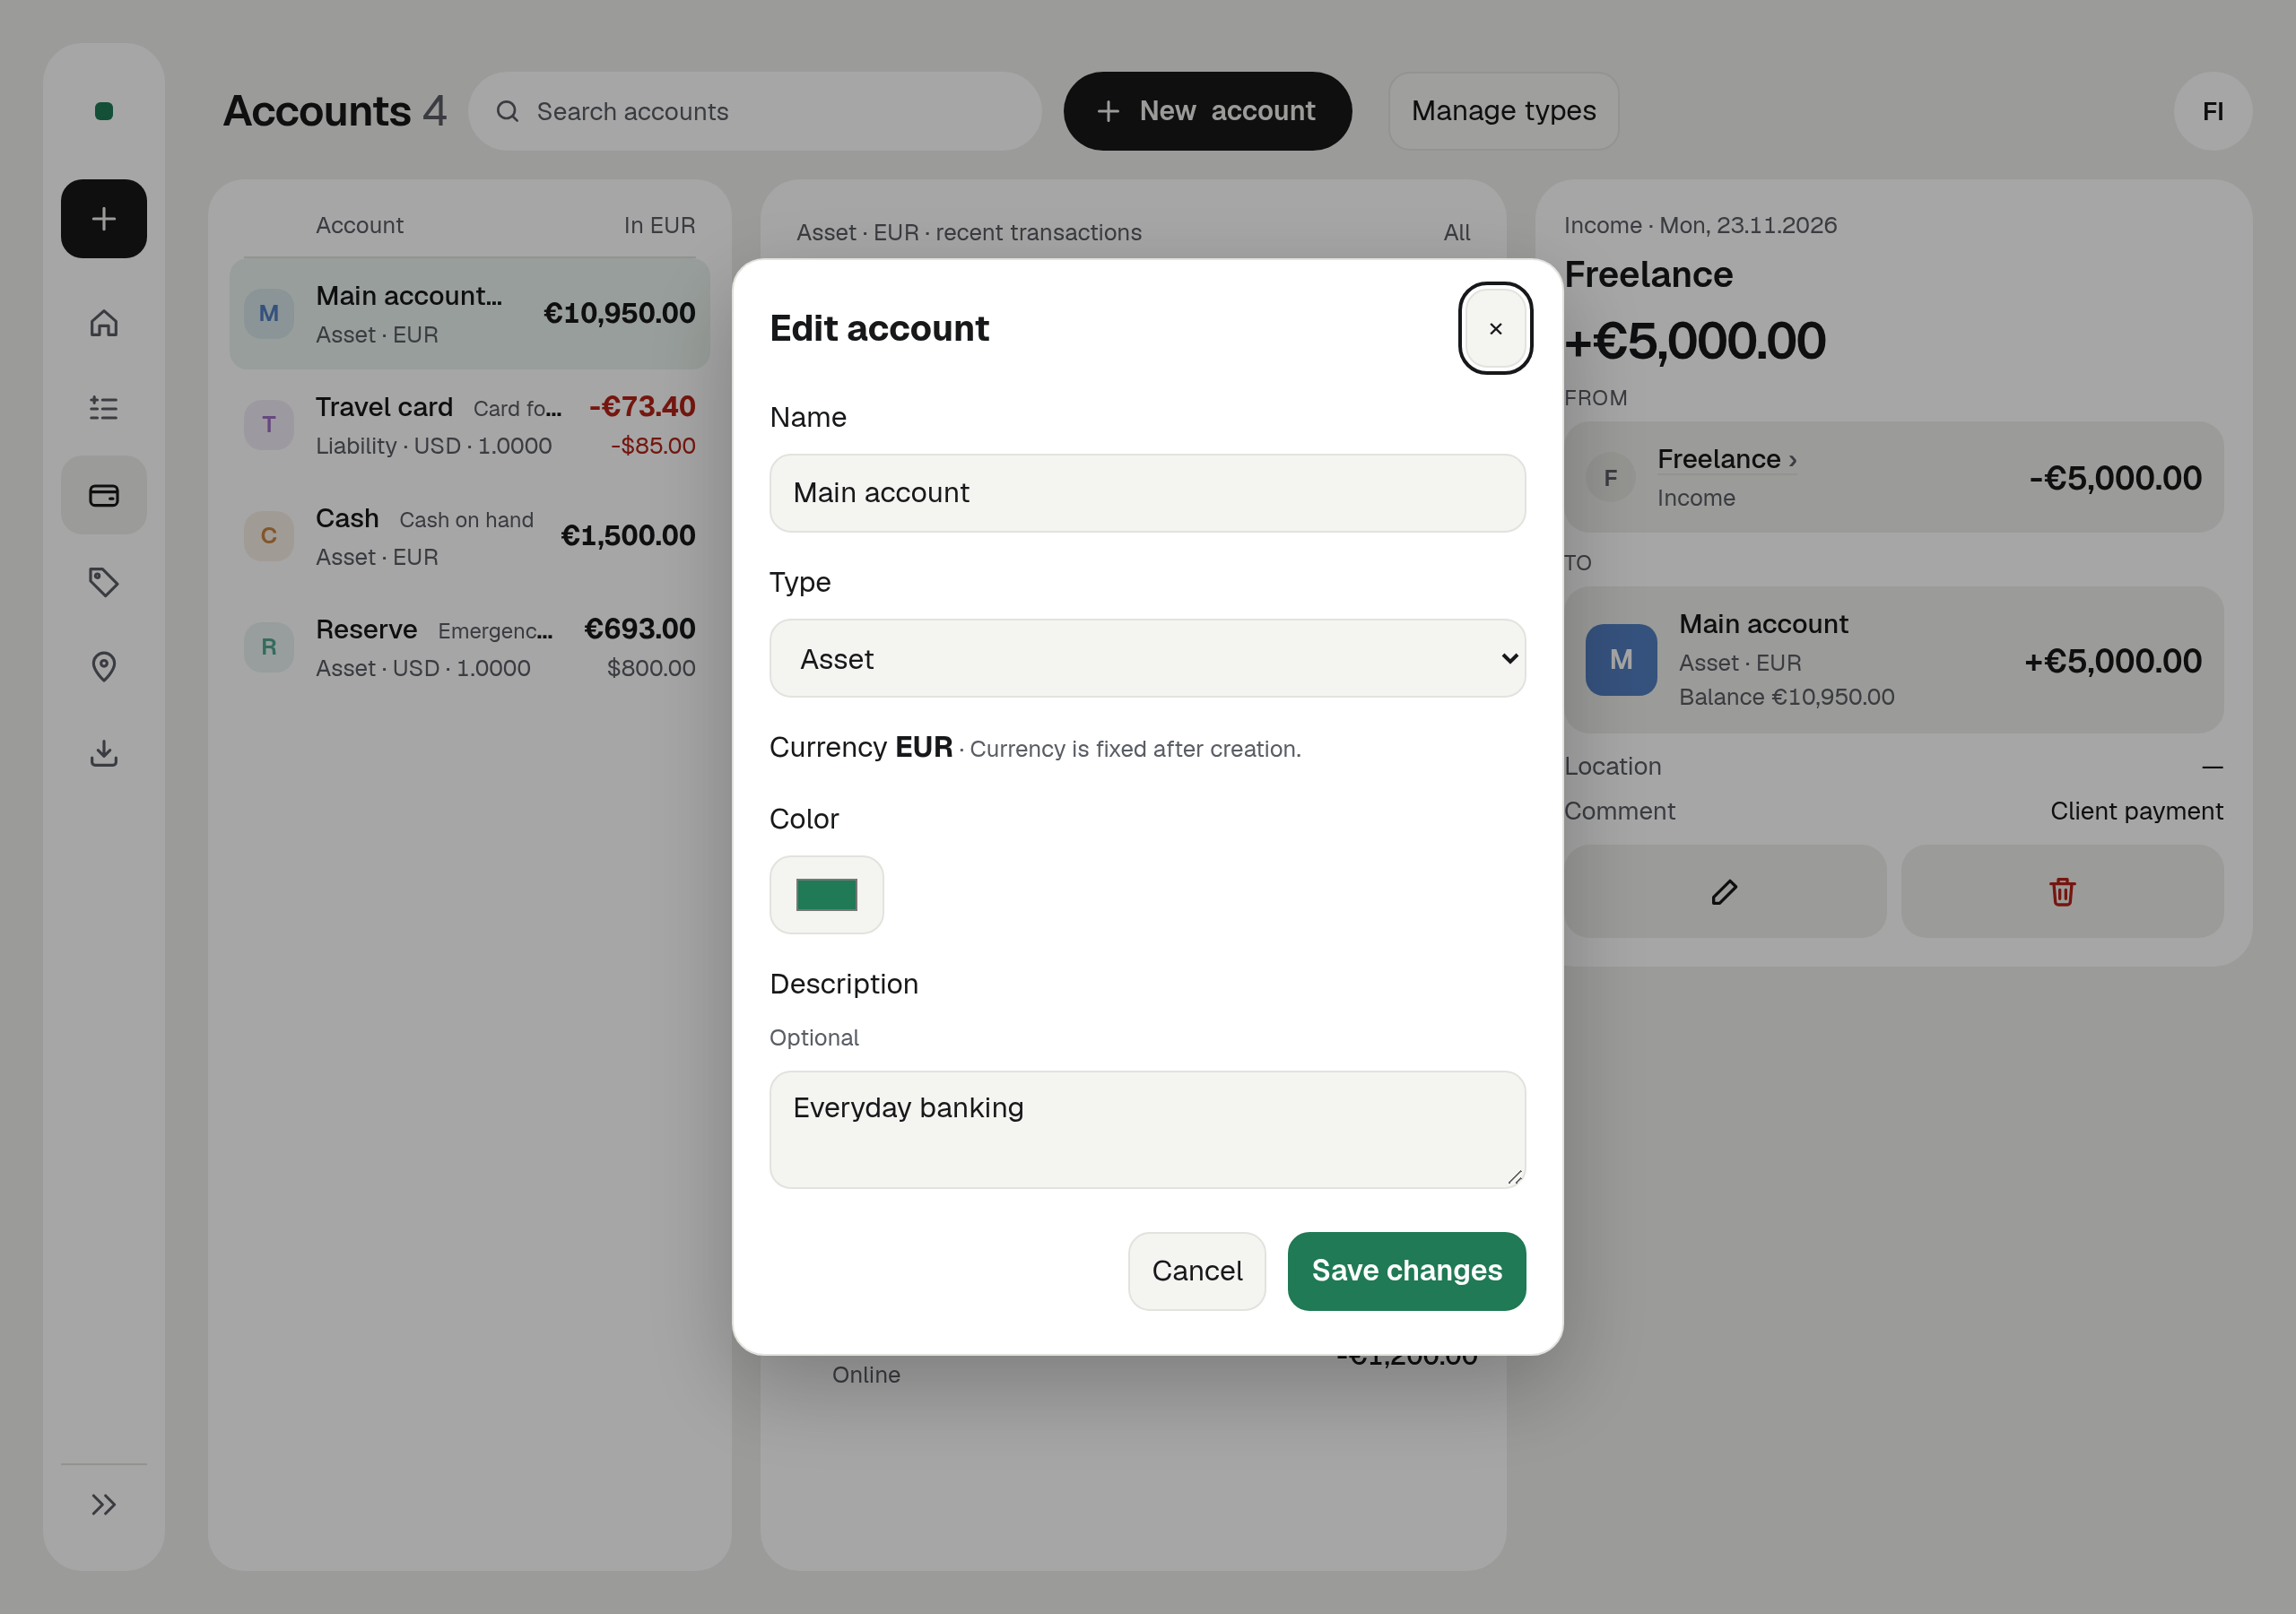 Accounts 4
Search accounts
New account
Manage types
FI
Account In EUR
M
Main account...
Asset · EUR
€10,950.00
T
Travel card Card fo...
Liability · USD · 1.0000
-€73.40
-$85.00
C
Cash Cash on hand
Asset · EUR
€1,500.00
R
Reserve Emergenc...
Asset · USD · 1.0000
€693.00
$800.00
Asset · EUR · recent transactions All
Edit account
×
Name
Main account
Type
Asset
Currency EUR · Currency is fixed after creation.
Color
Description
Optional
Everyday banking
Cancel
Save changes
-€1,200.00
Online
Income · Mon, 23.11.2026
Freelance
+€5,000.00
FROM
F
Freelance ›
Income
-€5,000.00
TO
M
Main account
Asset · EUR
Balance €10,950.00
+€5,000.00
Location —
Comment Client payment